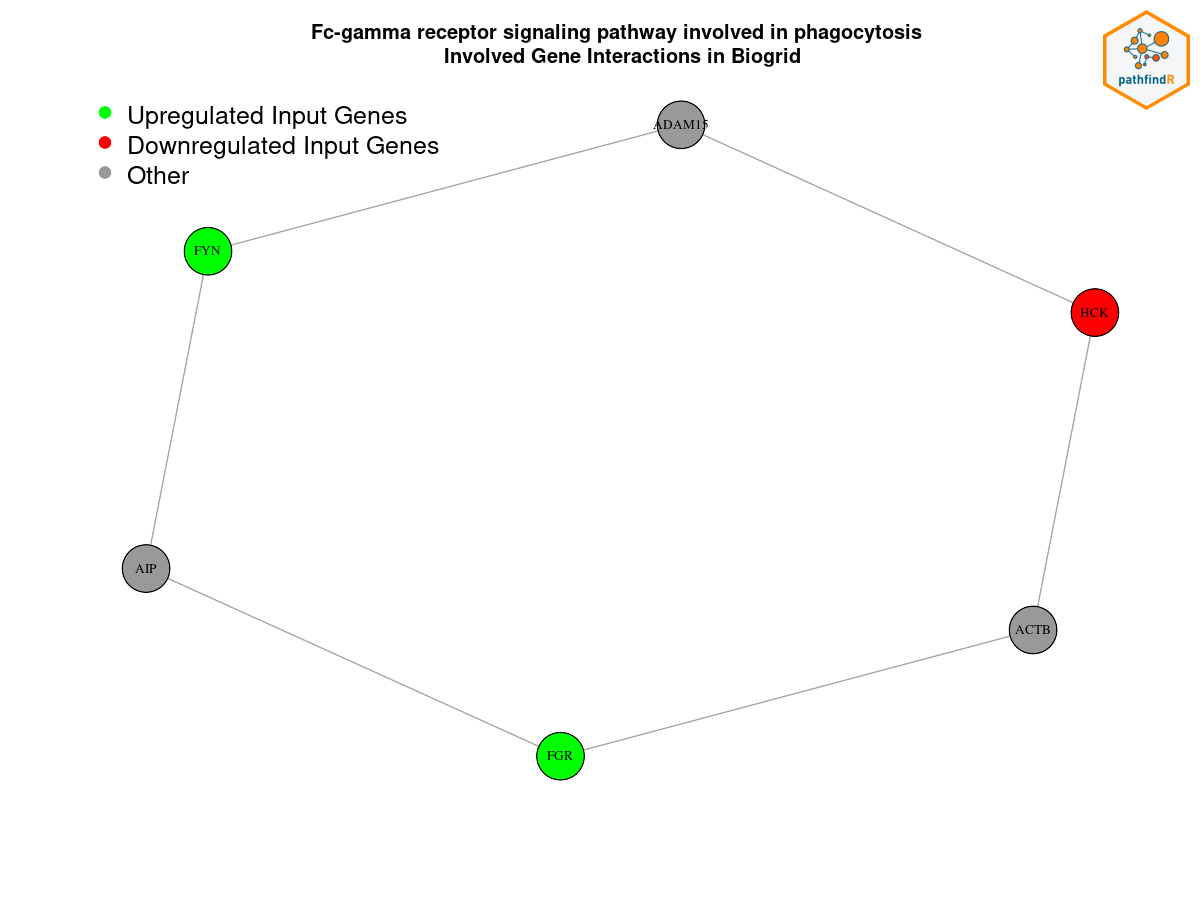 Fc-gamma receptor signaling pathway involved in phagocytosis
Involved Gene Interactions in Biogrid
pathfindR
Upregulated Input Genes
Downregulated Input Genes
Other
ADAM15
FYN
HCK
AIP
ACTB
FGR